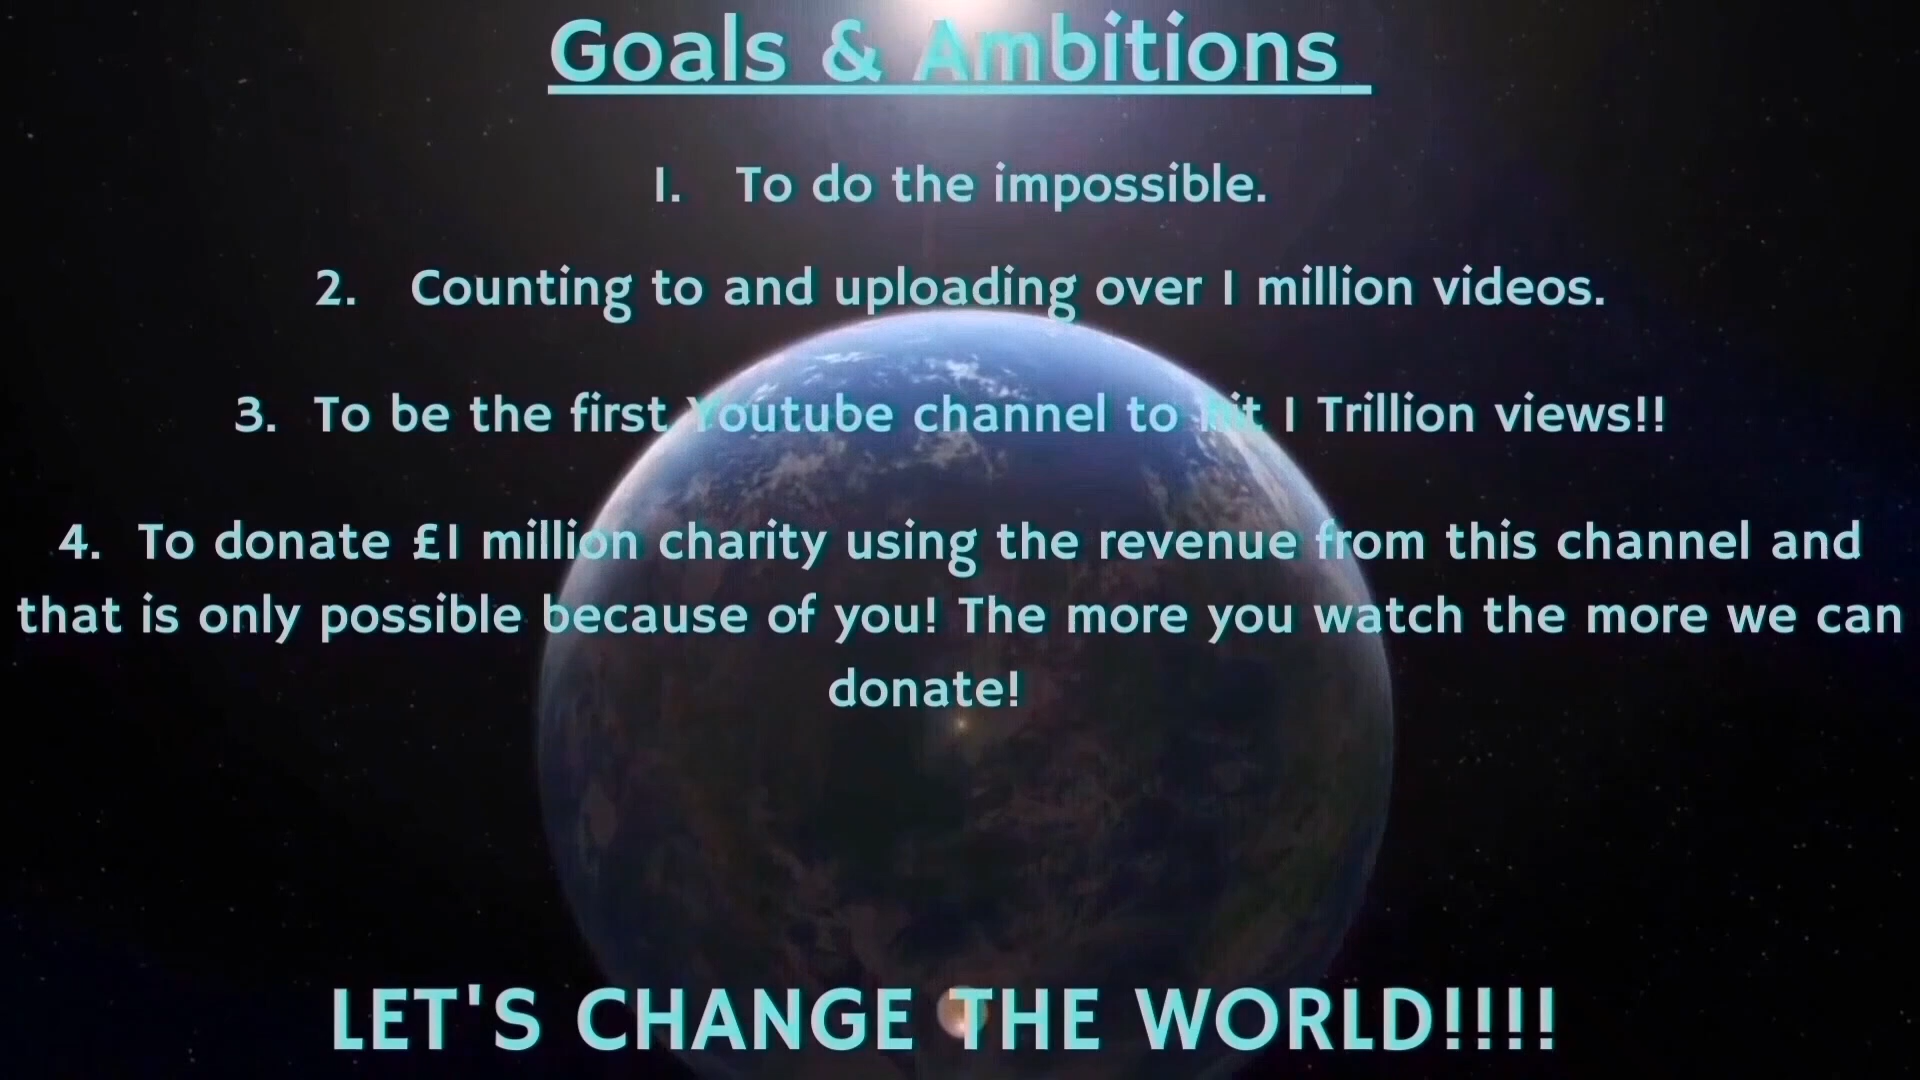 Goals & Ambitions
1. To do the impossible.
2. Counting to and uploading over 1 million videos.
3. To be the first Youtube channel to hit 1 Trillion views!!
4. To donate £1 million charity using the revenue from this channel and
that is only possible because of you! The more you watch the more we can
donate!
LET'S CHANGE THE WORLD!!!!